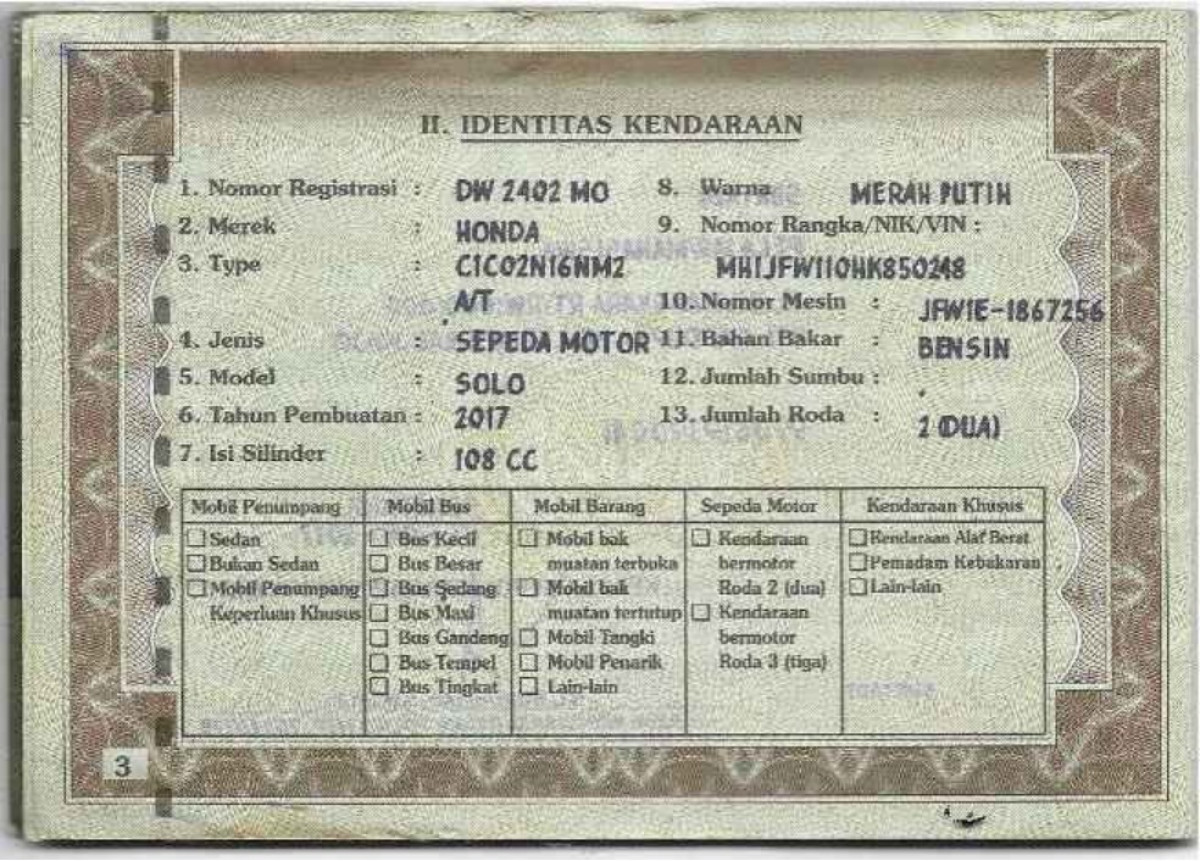 II. IDENTITAS KENDARAAN
1. Nomor Registrasi : DW 2402 MO
2. Merek : HONDA
3. Type : C1C02N16NM2
A/T
4. Jenis : SEPEDA MOTOR
5. Model : SOLO
6. Tahun Pembuatan : 2017
7. Isi Silinder : 108 CC
8. Warna MERAH PUTIH
9. Nomor Rangka/NIK/VIN :
MH1JFW110HK850248
10. Nomor Mesin : JFW1E-1867256
11. Bahan Bakar : BENSIN
12. Jumlah Sumbu : .
13. Jumlah Roda : 2 (DUA)
Mobil Penumpang
Sedan
Bukan Sedan
Mobil Penumpang
Keperluan Khusus
Mobil Bus
Bus Kecil
Bus Besar
Bus Sedang
Bus Maxi
Bus Gandeng
Bus Tempel
Bus Tingkat
Mobil Barang
Mobil bak
muatan terbuka
Mobil bak
muatan tertutup
Mobil Tangki
Mobil Penarik
Lain-lain
Sepeda Motor
Kendaraan
bermotor
Roda 2 (dua)
Kendaraan
bermotor
Roda 3 (tiga)
Kendaraan Khusus
Kendaraan Alat Berat
Pemadam Kebakaran
Lain-lain
3